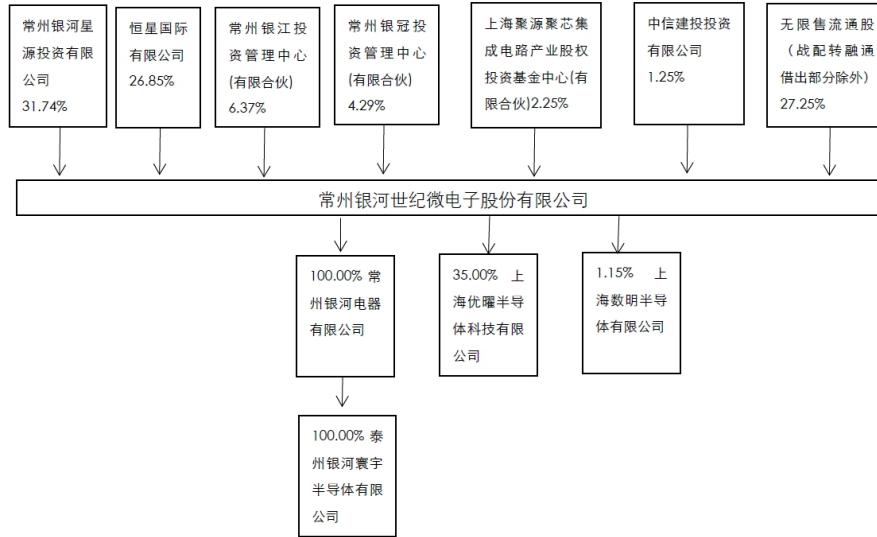 常州银河星
源投资有限
公司
31.74%
恒星国际
有限公司
26.85%
常州银江投
资管理中心
(有限合伙)
6.37%
常州银冠投
资管理中心
(有限合伙)
4.29%
上海聚源聚芯集
成电路产业股权
投资基金中心(有
限合伙)2.25%
中信建投投资
有限公司
1.25%
无限售流通股
（战配转融通
借出部分除外）
27.25%
常州银河世纪微电子股份有限公司
100.00% 常
州银河电器
有限公司
35.00% 上
海优曜半导
体科技有限
公司
1.15% 上
海数明半导
体有限公司
100.00% 泰
州银河寰宇
半导体有限
公司